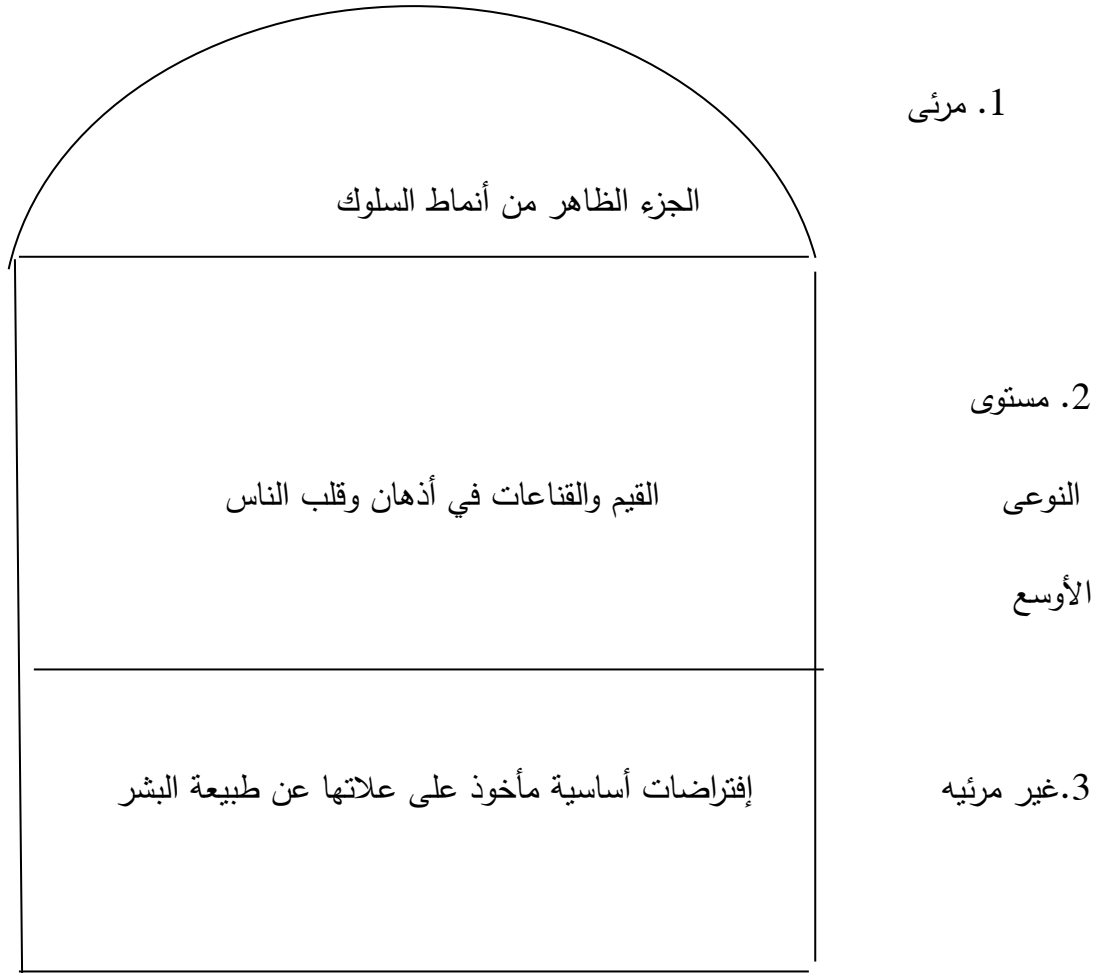 1. مرئى
الجزء الظاهر من أنماط السلوك
2. مستوى
القيم والقناعات في أذهان وقلب الناس
النوعى
الأوسع
3.غير مرئيه
إفتراضات أساسية مأخوذ على علاتها عن طبيعة البشر